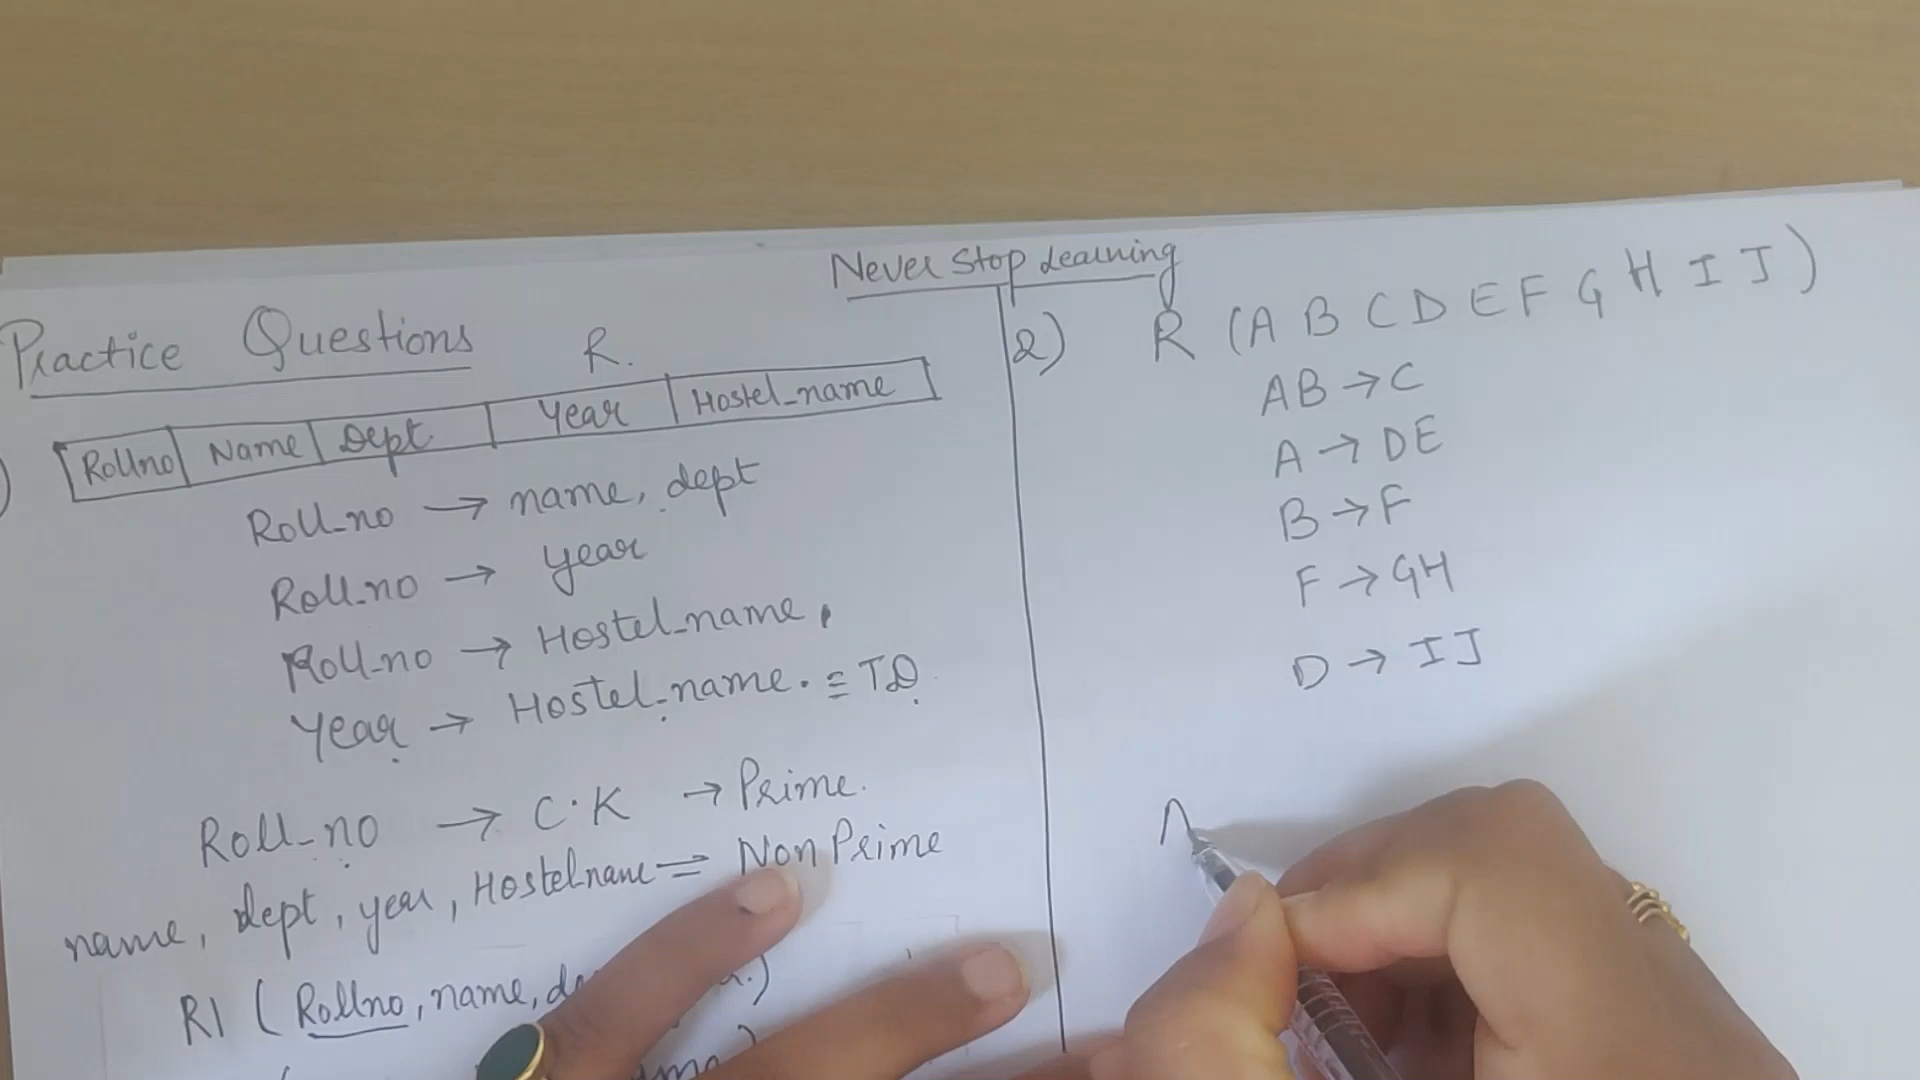 Never Stop Learning
Practice Questions
R.
Rollno Name Dept. Year Hostel_name
Roll_no → name, dept
Roll_no → year
Roll_no → Hostel_name,
Year → Hostel_name. = TD.
Roll_no → C.K → Prime.
name, dept, year, Hostelname = Non Prime
R1 ( Rollno, name,
2) R (A B C D E F G H I J)
AB → C
A → DE
B → F
F → GH
D → IJ